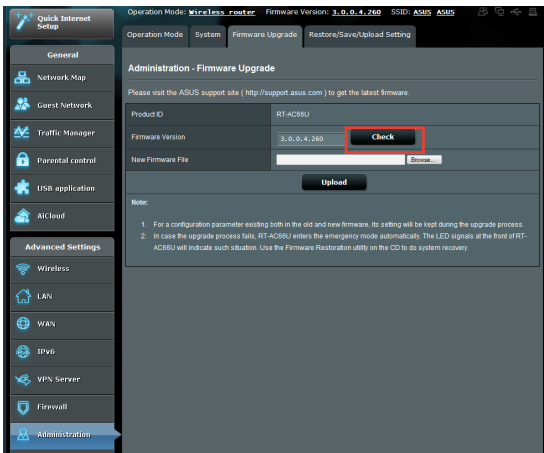 Quick Internet
Setup
Operation Mode: Wireless router Firmware Version: 3.0.0.4.260 SSID: ASUS ASUS
Operation Mode System Firmware Upgrade Restore/Save/Upload Setting
General
Network Map
Guest Network
Traffic Manager
Parental control
USB application
AiCloud
Advanced Settings
Wireless
LAN
WAN
IPv6
VPN Server
Firewall
Administration
Administration - Firmware Upgrade
Please visit the ASUS support site ( http://support.asus.com ) to get the latest firmware.
Product ID RT-AC66U
Firmware Version 3.0.0.4.260 Check
New Firmware File Browse...
Upload
Note:
1. For a configuration parameter existing both in the old and new firmware, its setting will be kept during the upgrade process.
2. In case the upgrade process fails, RT-AC66U enters the emergency mode automatically. The LED signals at the front of RT-
AC66U will indicate such situation. Use the Firmware Restoration utility on the CD to do system recovery.